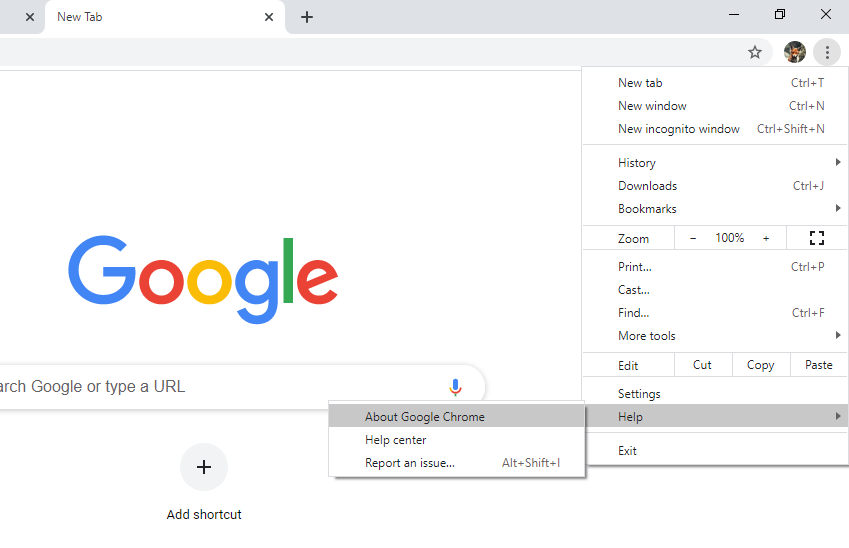 New Tab
New tab Ctrl+T
New window Ctrl+N
New incognito window Ctrl+Shift+N
History
Downloads Ctrl+J
Bookmarks
Zoom − 100% +
Print... Ctrl+P
Cast...
Find... Ctrl+F
More tools
Edit Cut Copy Paste
Settings
Help
Exit
Google
arch Google or type a URL
About Google Chrome
Help center
Report an issue... Alt+Shift+I
Add shortcut